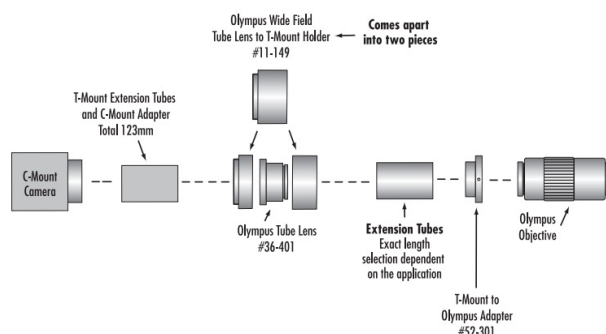 Olympus Wide Field
Tube Lens to T-Mount Holder
#11-149
Comes apart
into two pieces
T-Mount Extension Tubes
and C-Mount Adapter
Total 123mm
C-Mount
Camera
Olympus Tube Lens
#36-401
Extension Tubes
Exact length
selection dependent
on the application
Olympus
Objective
T-Mount to
Olympus Adapter
#52-301